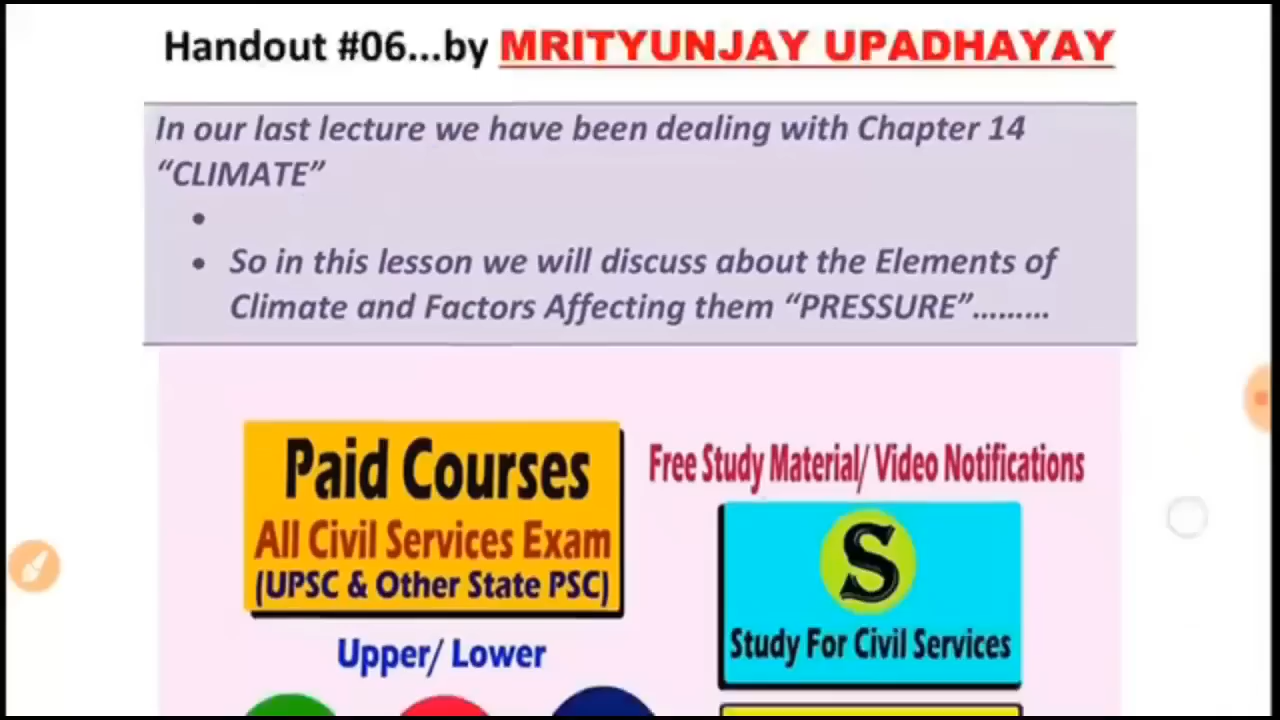 Handout #06...by MRITYUNJAY UPADHAYAY
In our last lecture we have been dealing with Chapter 14
“CLIMATE”
•
• So in this lesson we will discuss about the Elements of
Climate and Factors Affecting them “PRESSURE”.........
Paid Courses
All Civil Services Exam
(UPSC & Other State PSC)
Upper/ Lower
Free Study Material/ Video Notifications
S
Study For Civil Services